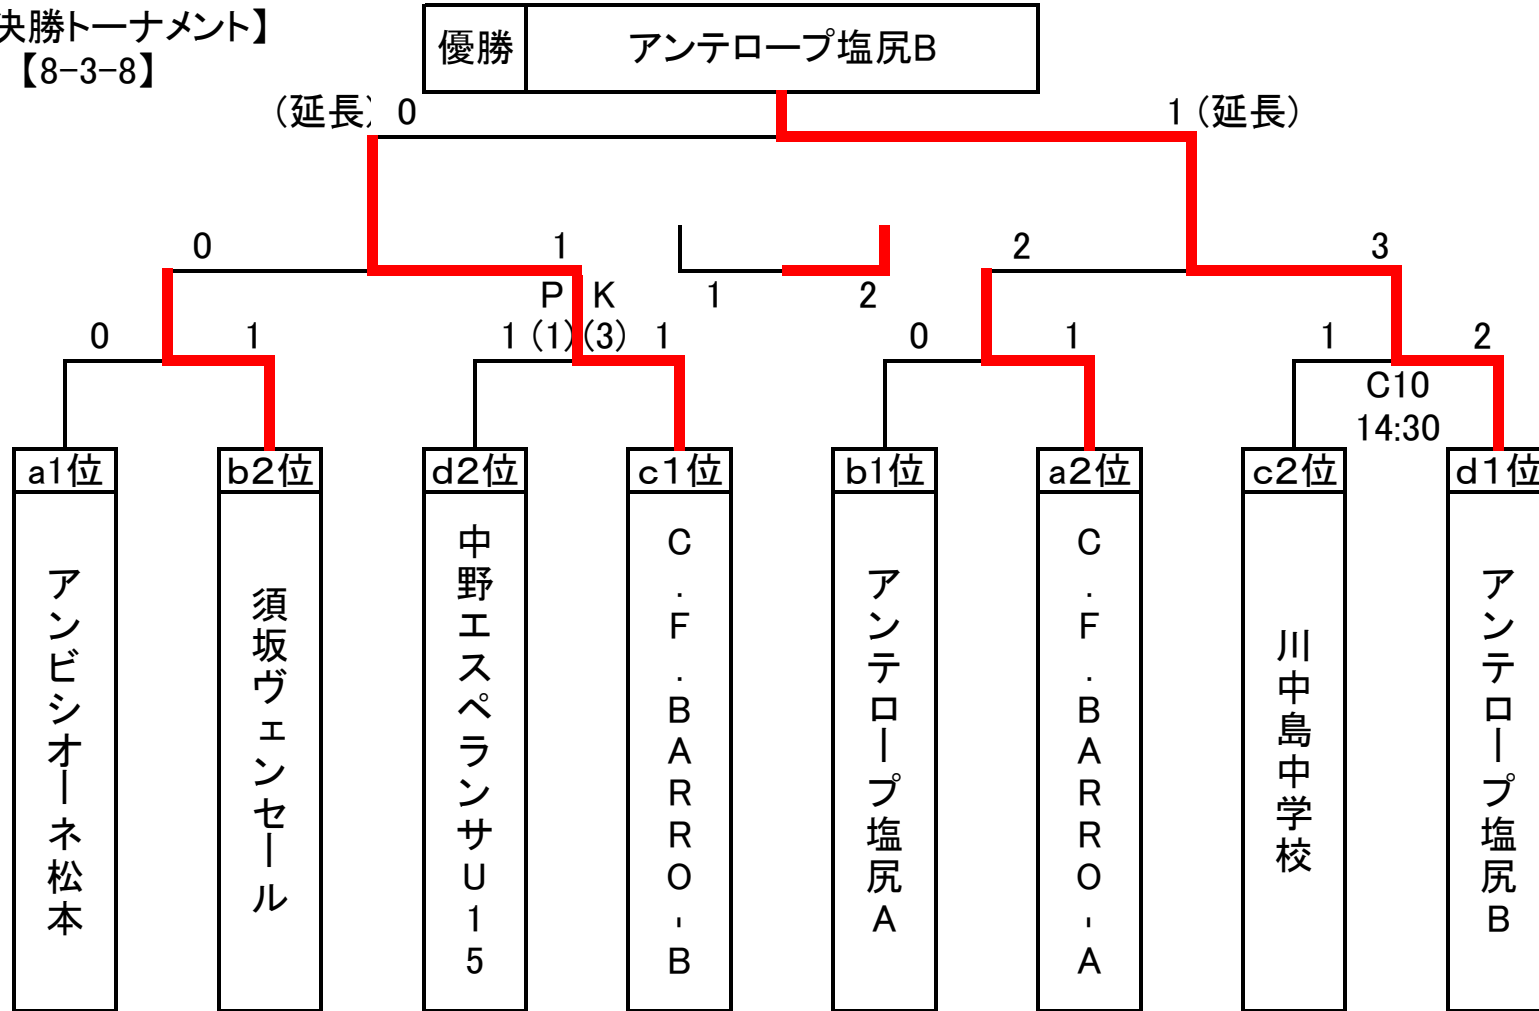 決勝トーナメント】
【8-3-8】
優勝 アンテロープ塩尻B
(延長) 0 1 (延長)
0 1 2 3
1 2
P K
0 1 1 (1) (3) 1 0 1 1 2
C10
14:30
a1位 b2位 d2位 c1位 b1位 a2位 c2位 d1位
アンビシオーネ松本
須坂ヴェンセール
中野エスペランサU15
C.F.BARRO-B
アンテロープ塩尻A
C.F.BARRO-A
川中島中学校
アンテロープ塩尻B